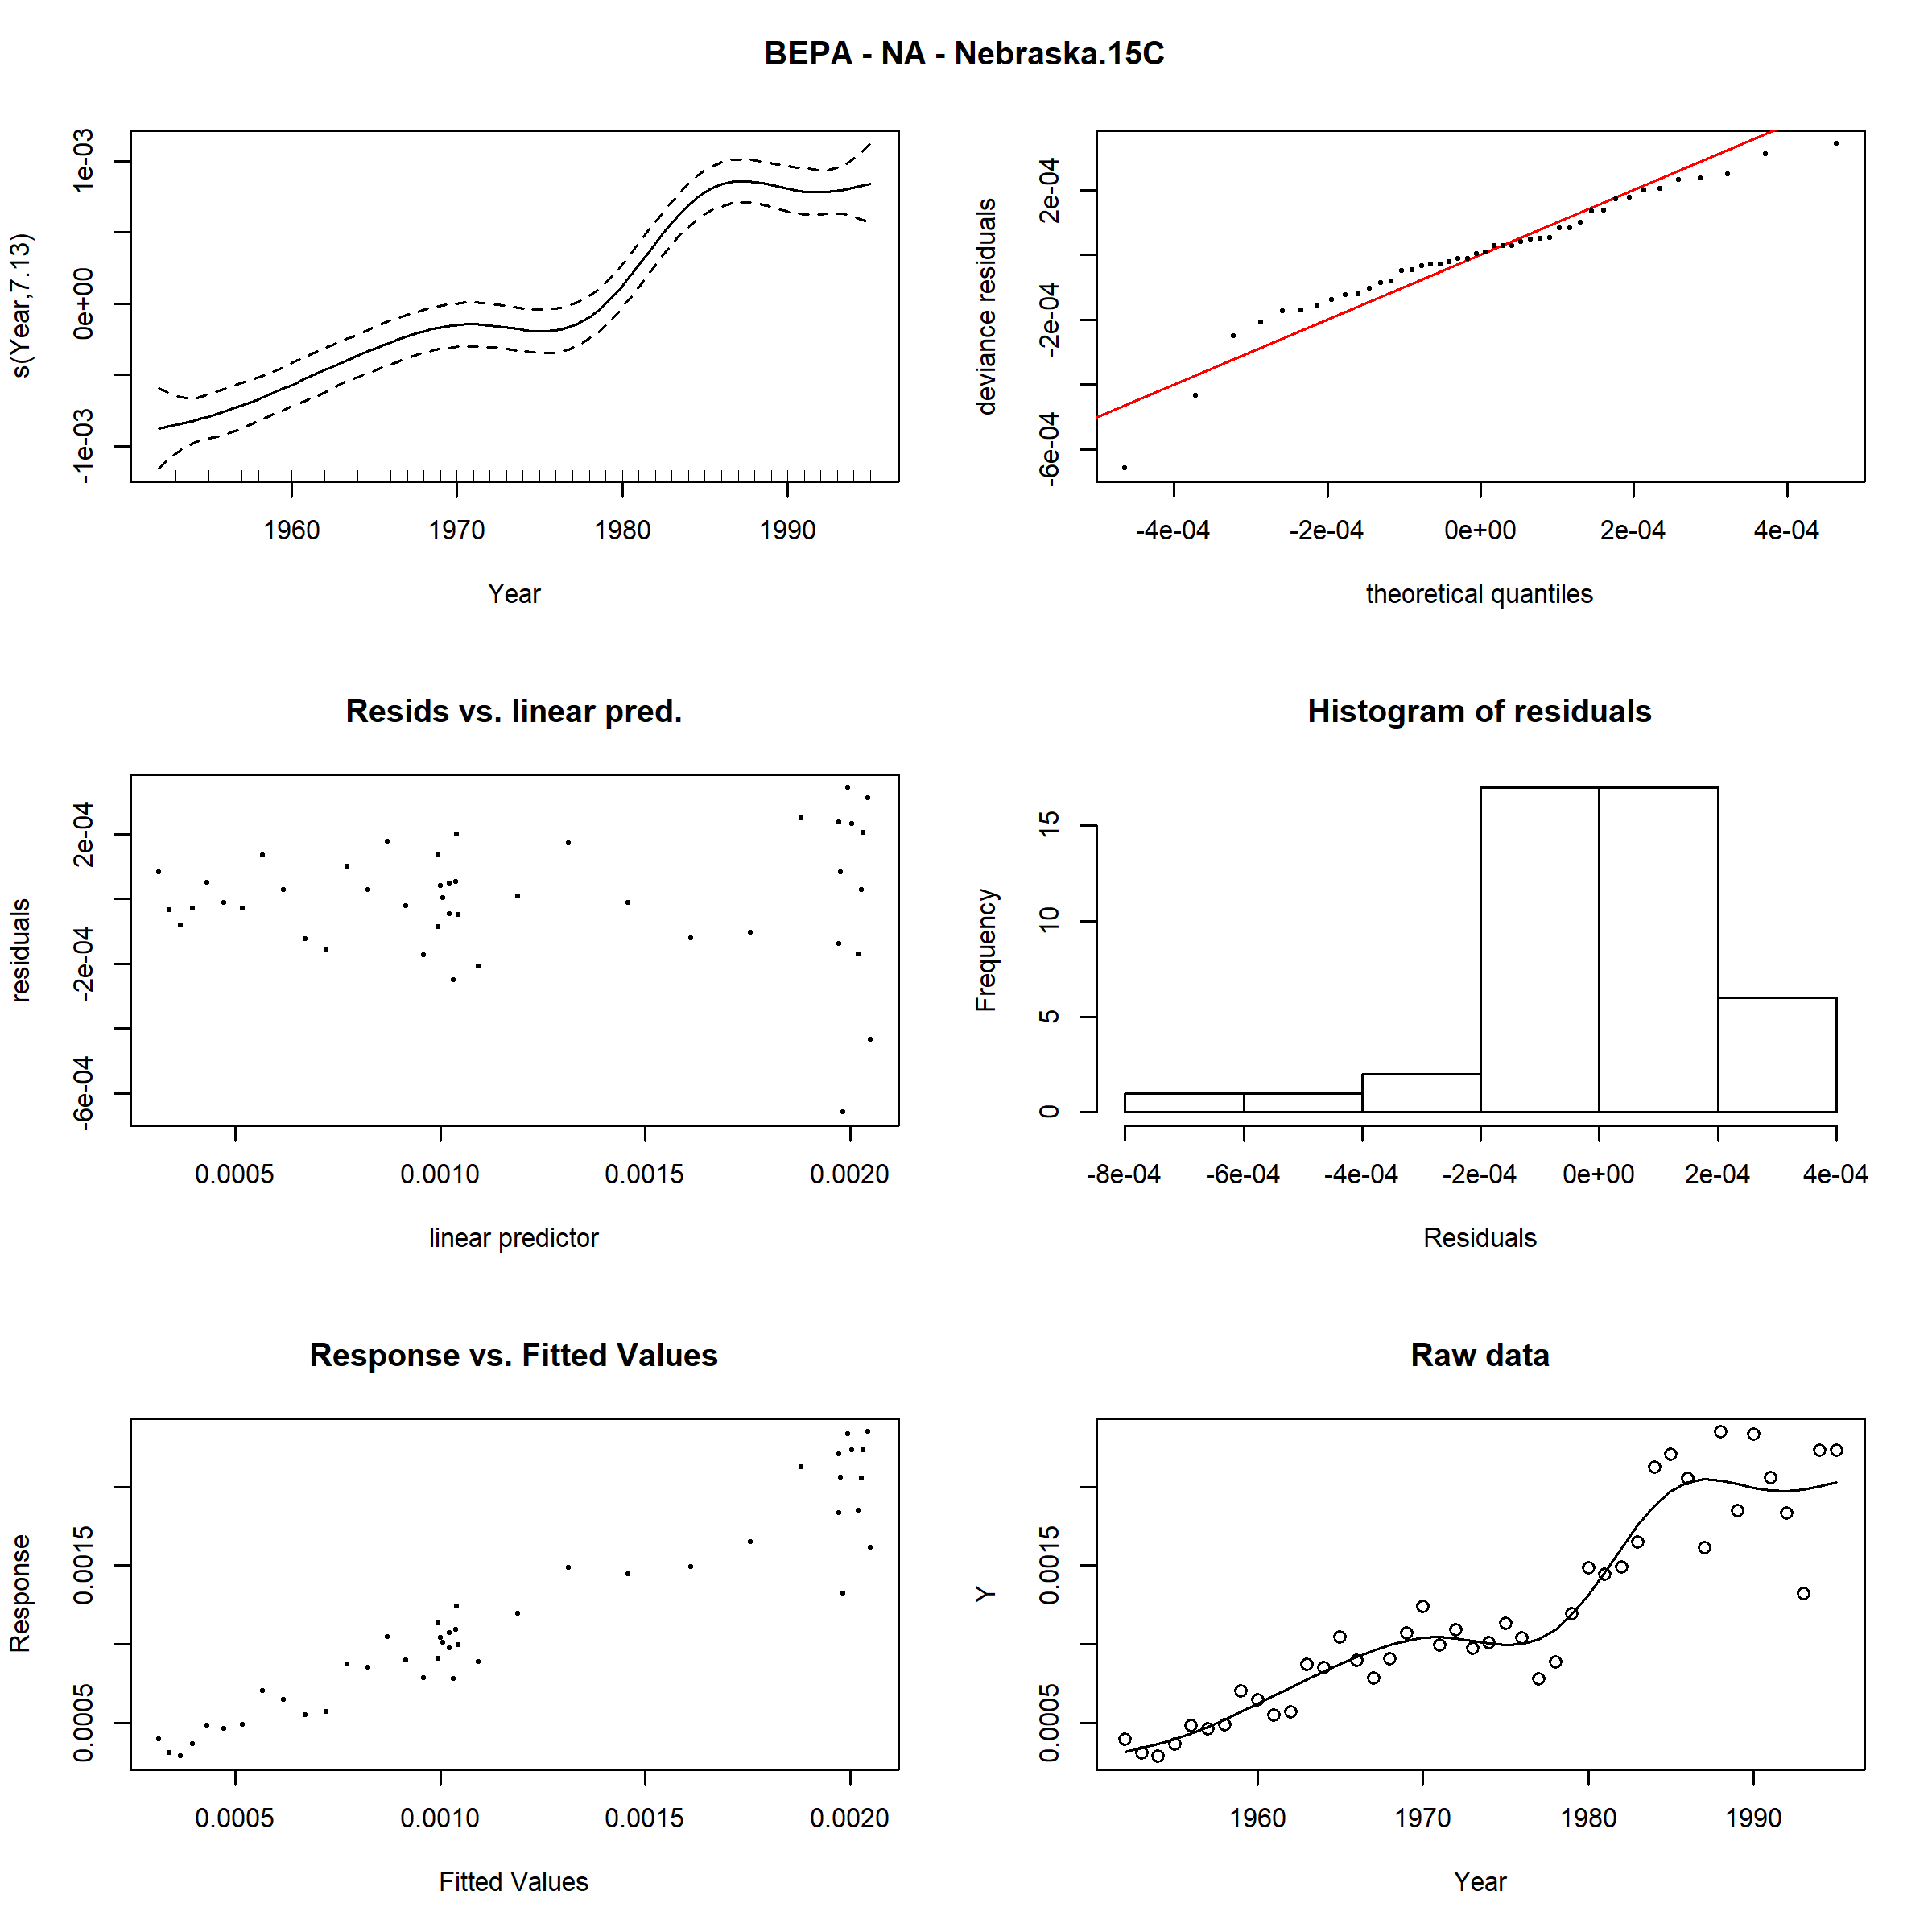 BEPA - NA - Nebraska.15C
s(Year,7.13)
-1e-03 0e+00 1e-03
1960 1970 1980 1990
Year
deviance residuals
-6e-04 -2e-04 2e-04
-4e-04 -2e-04 0e+00 2e-04 4e-04
theoretical quantiles
Resids vs. linear pred.
residuals
-6e-04 -2e-04 2e-04
0.0005 0.0010 0.0015 0.0020
linear predictor
Histogram of residuals
Frequency
0 5 10 15
-8e-04 -6e-04 -4e-04 -2e-04 0e+00 2e-04 4e-04
Residuals
Response vs. Fitted Values
Response
0.0005 0.0015
0.0005 0.0010 0.0015 0.0020
Fitted Values
Raw data
Y
0.0005 0.0015
1960 1970 1980 1990
Year